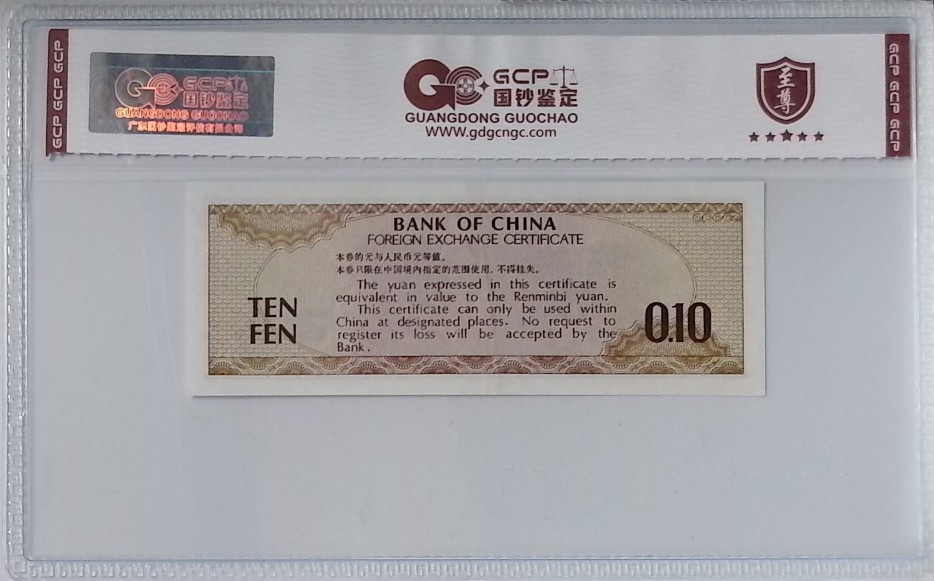 GCP GCP GCP
GCP
国钞鉴定
GUANGDONG GUOCHAO
GCP
国钞鉴定
GUANGDONG GUOCHAO
www.gdgcngc.com
至尊
GCP GCP GCP
BANK OF CHINA
FOREIGN EXCHANGE CERTIFICATE
本券的元与人民币元等值。
本券只限在中国境内指定的范围使用，不得挂失。
The yuan expressed in this certificate is
equivalent in value to the Renminbi yuan.
This certificate can only be used within
China at designated places. No request to
register its loss will be accepted by the
Bank.
TEN
FEN
0.10